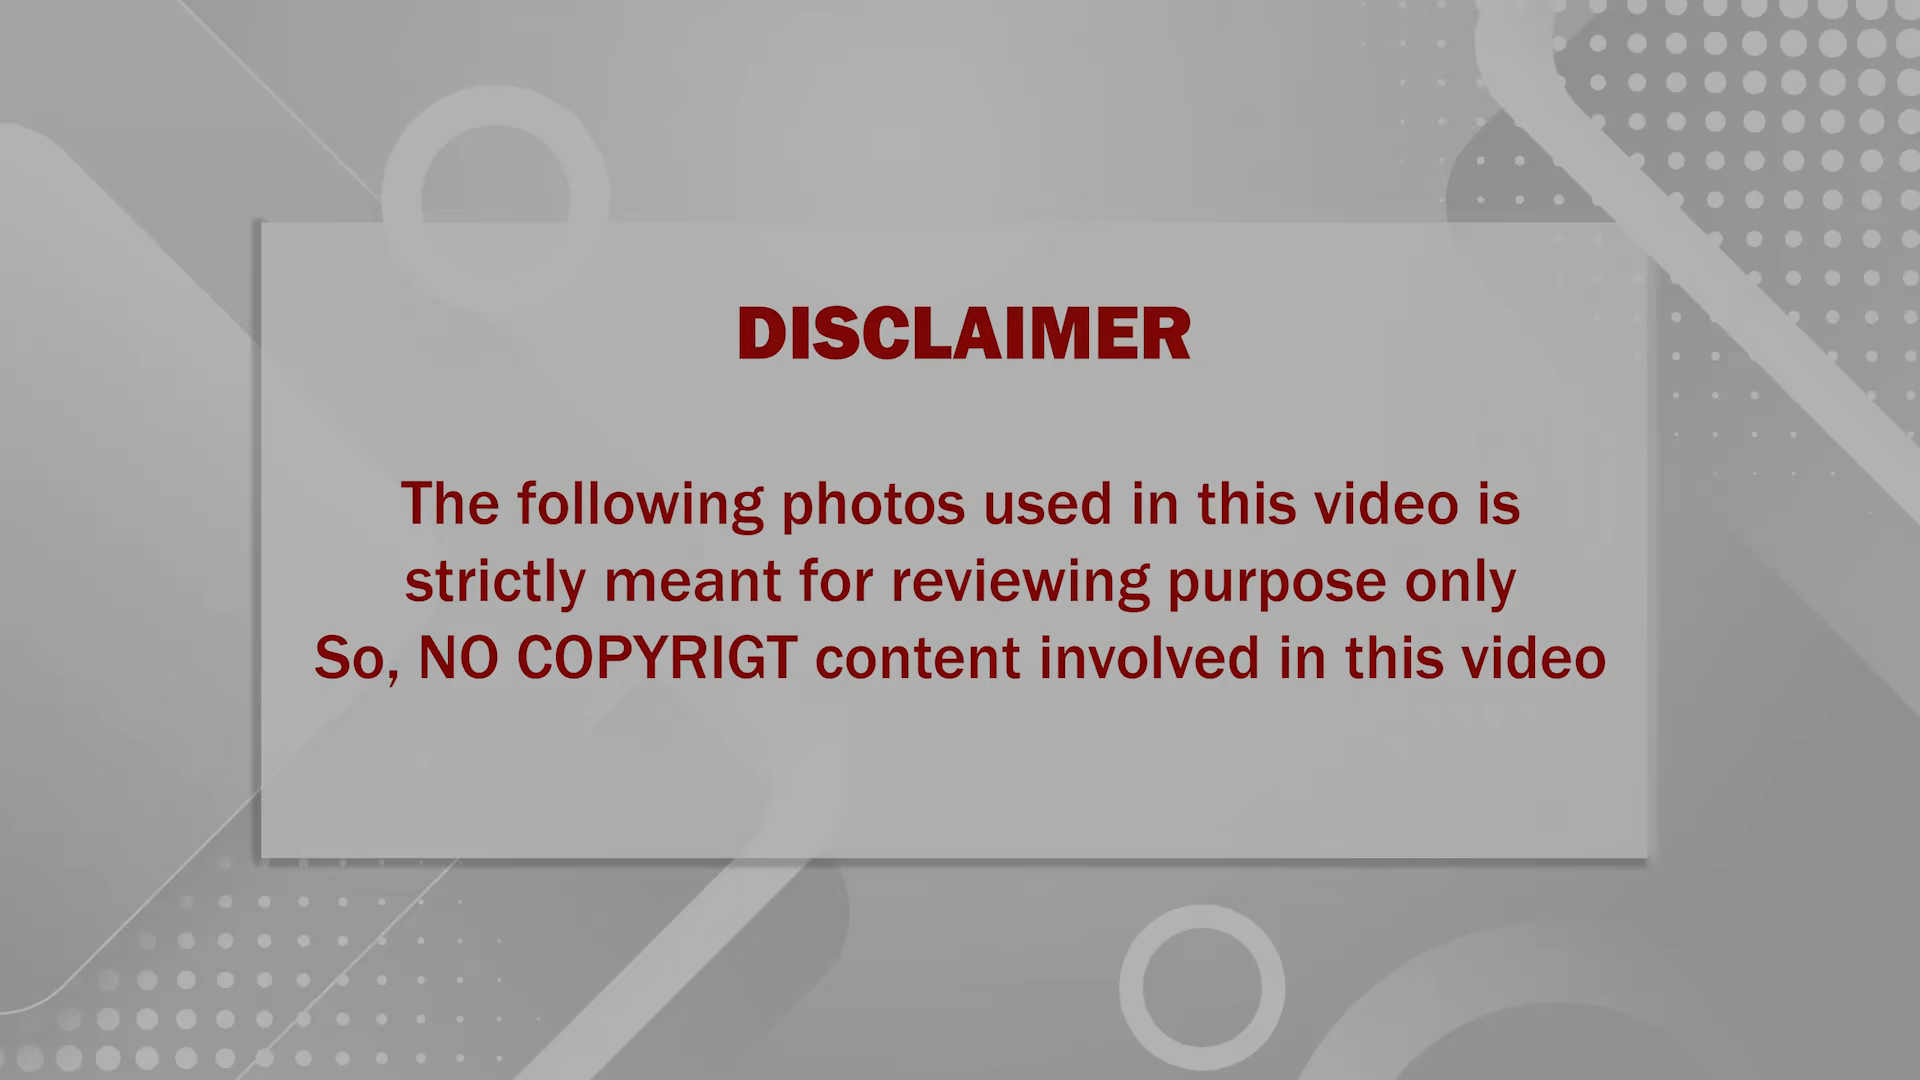 DISCLAIMER
The following photos used in this video is
strictly meant for reviewing purpose only
So, NO COPYRIGT content involved in this video